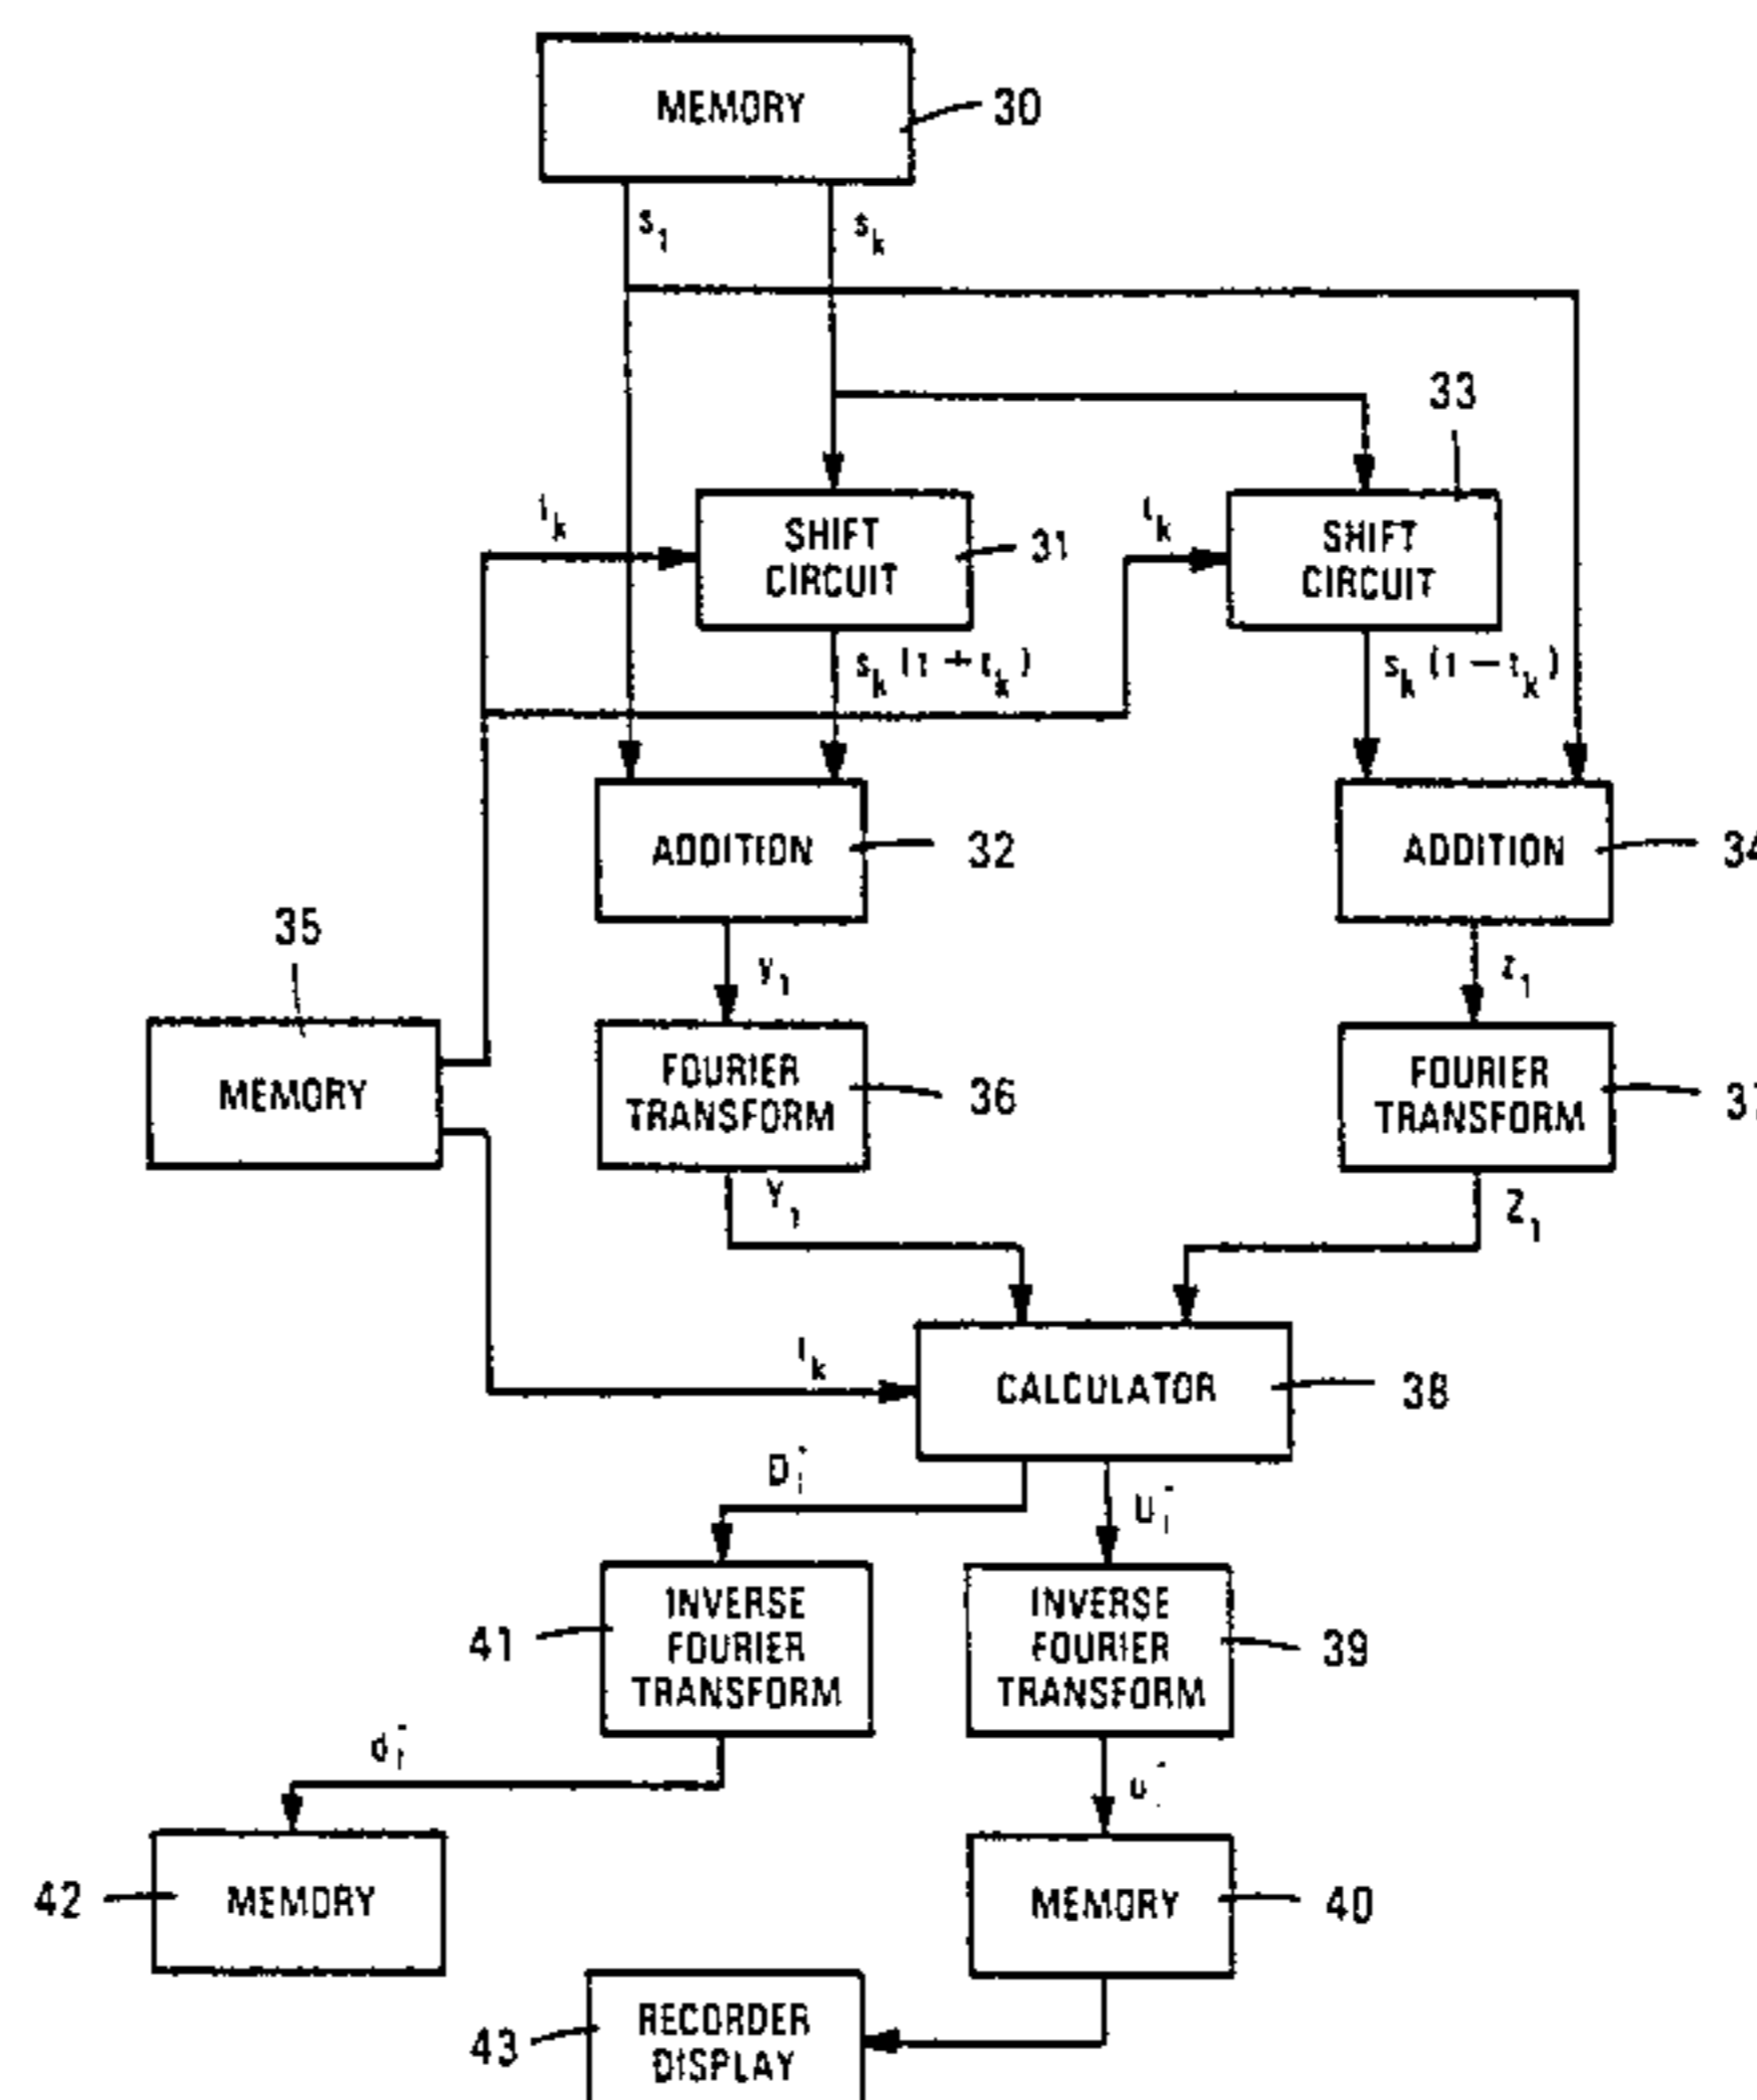 MEMORY
30
s1
sk
33
tk
SHIFT
CIRCUIT
31
tk
SHIFT
CIRCUIT
sk (t + tk)
sk (t − tk)
ADDITION
32
ADDITION
34
35
y1
z1
MEMORY
FOURIER
TRANSFORM
36
FOURIER
TRANSFORM
37
Y1
Z1
tk
CALCULATOR
38
41
INVERSE
FOURIER
TRANSFORM
INVERSE
FOURIER
TRANSFORM
39
42
MEMORY
MEMORY
40
43
RECORDER
DISPLAY